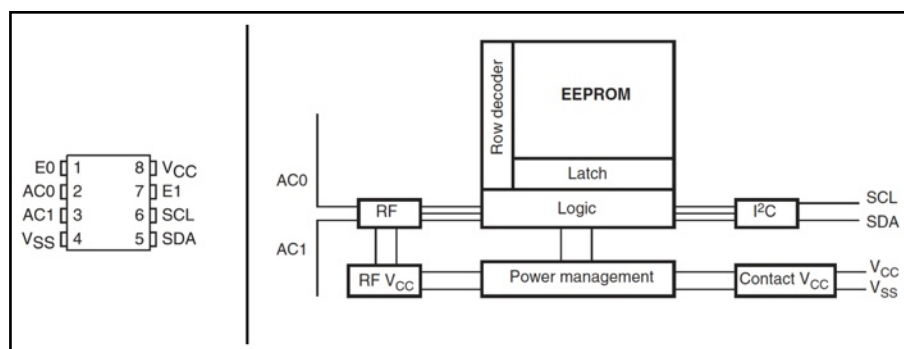 E0 1 8 VCC
AC0 2 7 E1
AC1 3 6 SCL
VSS 4 5 SDA
Row decoder
EEPROM
Latch
AC0
RF
Logic
I²C
SCL
SDA
AC1
RF VCC
Power management
Contact VCC
VCC
VSS